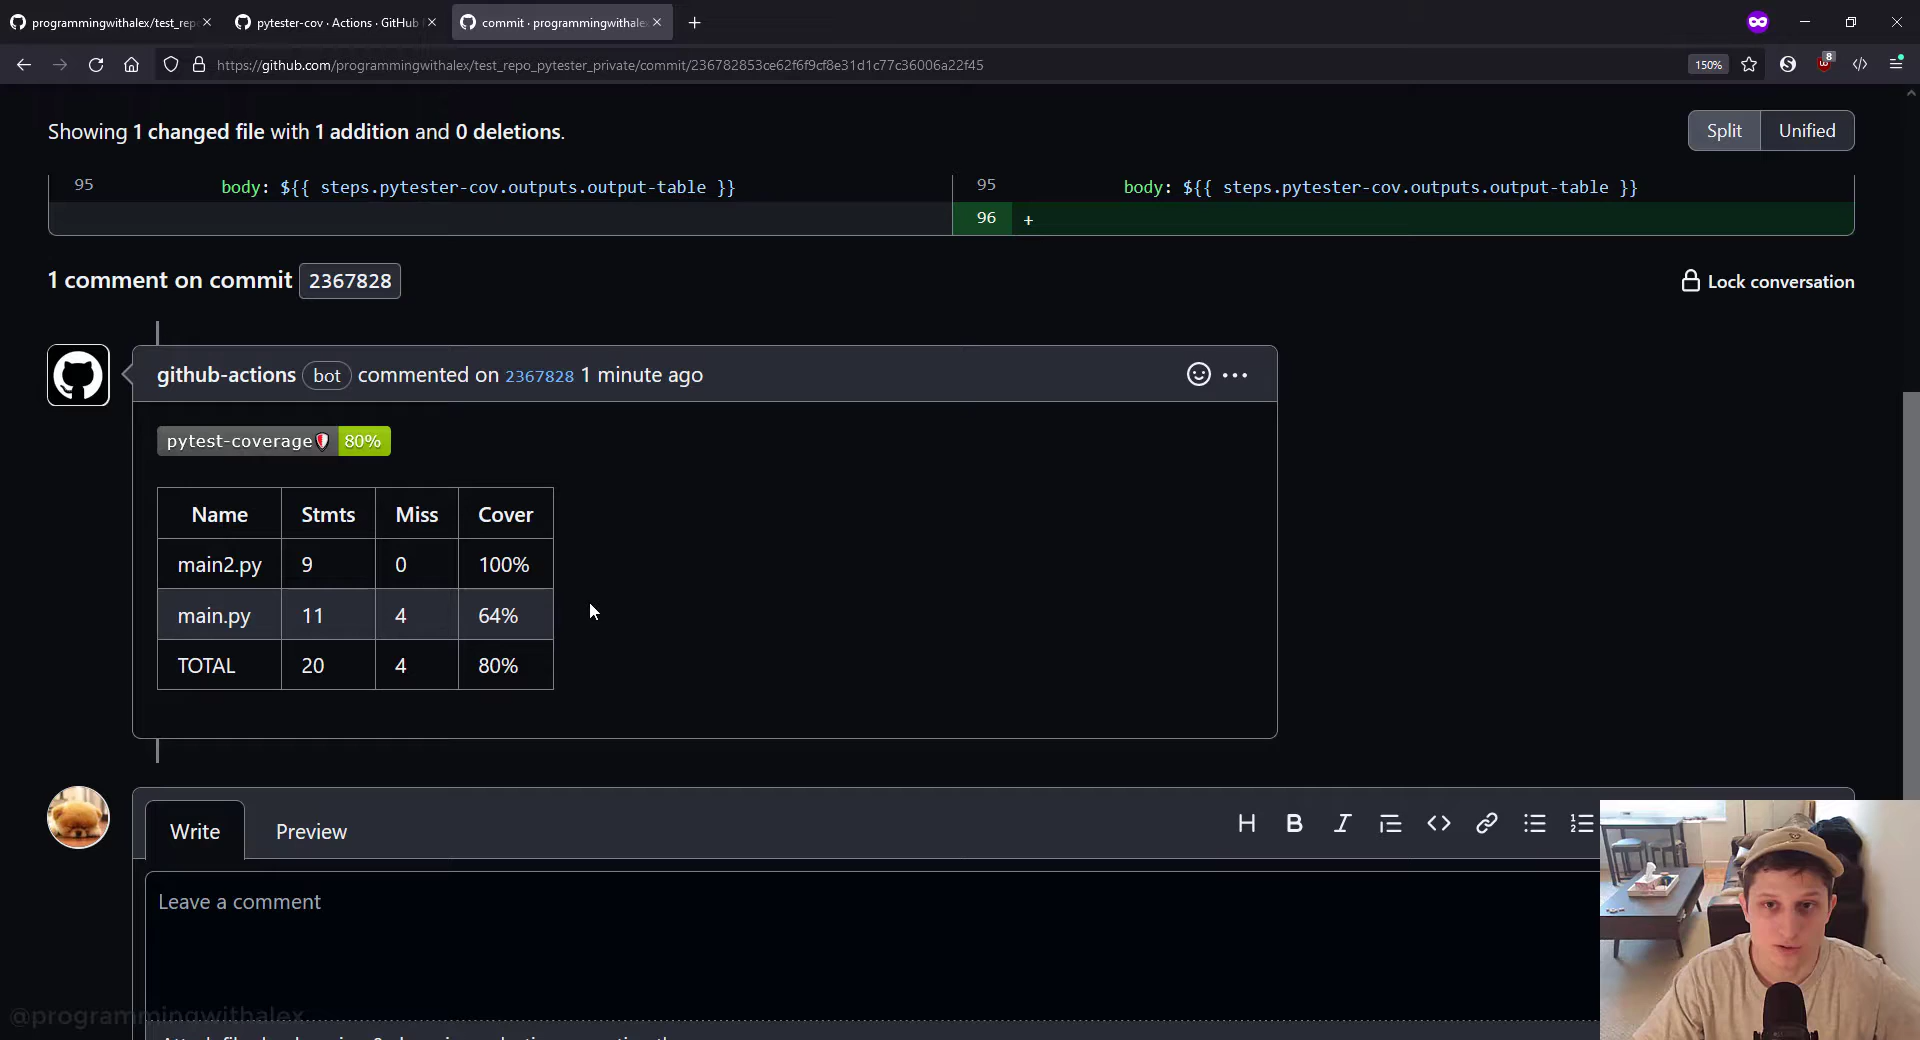 programmingwithalex/test_rep
pytester-cov · Actions · GitHub
commit · programmingwithale
https://github.com/programmingwithalex/test_repo_pytester_private/commit/236782853ce62f6f9cf8e31d1c77c36006a22f45
150%
8
Showing 1 changed file with 1 addition and 0 deletions.
Split
Unified
95 body: ${{ steps.pytester-cov.outputs.output-table }}
95 body: ${{ steps.pytester-cov.outputs.output-table }}
96 +
1 comment on commit 2367828
Lock conversation
github-actions bot commented on 2367828 1 minute ago
pytest-coverage 80%
Name Stmts Miss Cover
main2.py 9 0 100%
main.py 11 4 64%
TOTAL 20 4 80%
Write
Preview
Leave a comment
@programmingwithalex